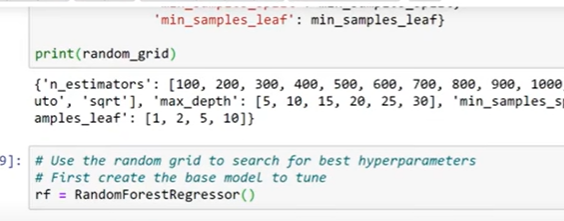 'min_samples_leaf': min_samples_leaf}
print(random_grid)
{'n_estimators': [100, 200, 300, 400, 500, 600, 700, 800, 900, 1000,
uto', 'sqrt'], 'max_depth': [5, 10, 15, 20, 25, 30], 'min_samples_sp
amples_leaf': [1, 2, 5, 10]}
9]: # Use the random grid to search for best hyperparameters
# First create the base model to tune
rf = RandomForestRegressor()